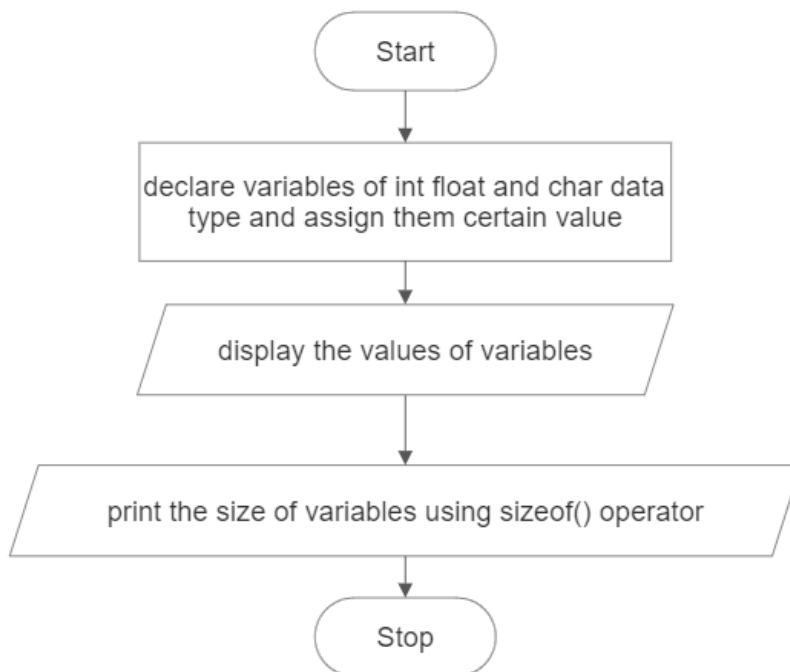 Start
declare variables of int float and char data
type and assign them certain value
display the values of variables
print the size of variables using sizeof() operator
Stop